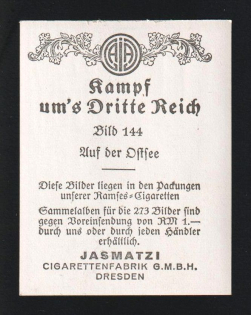 Kampf
um's Dritte Reich
Bild 144
Auf der Ostsee
Diese Bilder liegen in den Packungen
unserer Ramses-Cigaretten
Sammelalben für die 273 Bilder sind
gegen Voreinsendung von RM 1.—
durch uns oder durch jeden Händler
erhältlich.
JASMATZI
CIGARETTENFABRIK G.M.B.H.
DRESDEN